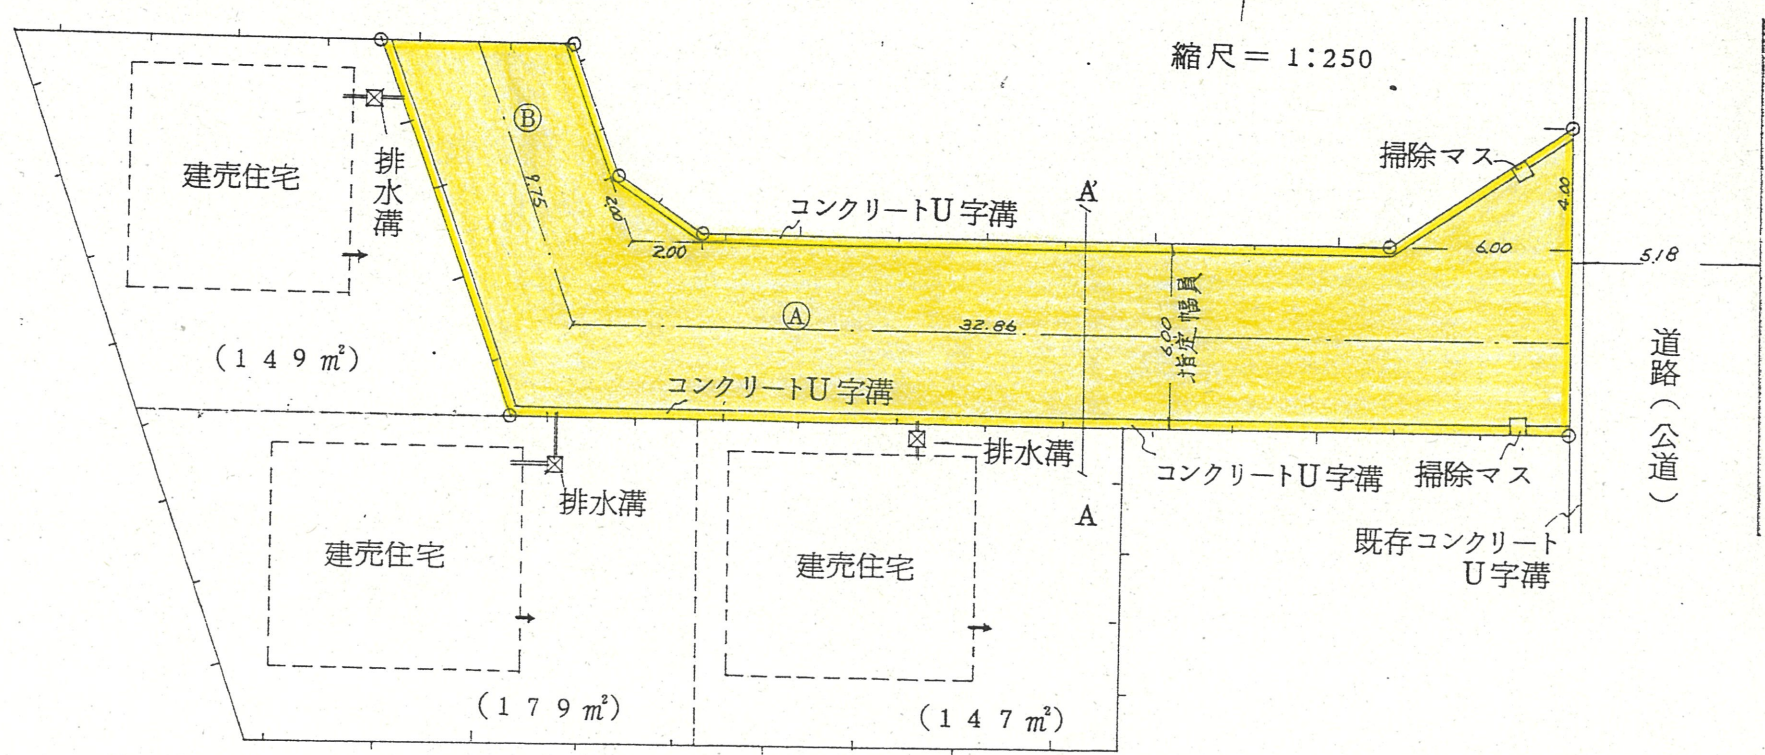 縮尺=1:250
Ⓑ
掃除マス
建売住宅
排水溝
9.75
2.00
4.00
コンクリートU字溝
A'
2.00
6.00
5.18
Ⓐ
32.86
6.00
指定幅員
道路(公道)
(149㎡)
コンクリートU字溝
排水溝
コンクリートU字溝
掃除マス
排水溝
A
建売住宅
建売住宅
既存コンクリート
U字溝
(179㎡)
(147㎡)